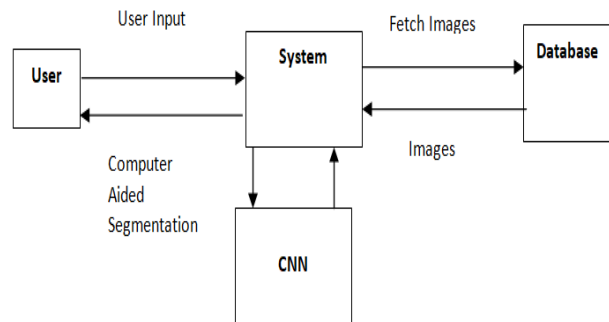 User Input
Fetch Images
User
System
Database
Images
Computer
Aided
Segmentation
CNN